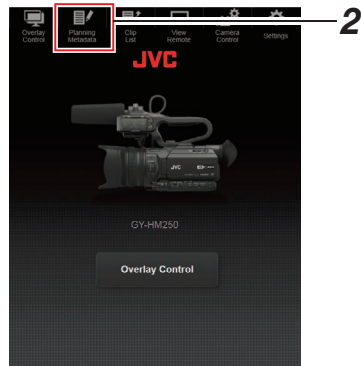 Overlay Control
Planning Metadata
Clip List
View Remote
Camera Control
Settings
2
JVC
JVC
GY-HM250
Overlay Control